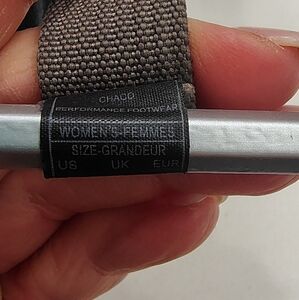 CHACO
PERFORMANCE FOOTWEAR
WOMEN'S-FEMMES
SIZE-GRANDEUR
US UK EUR